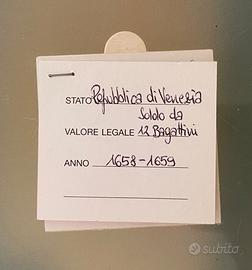 STATO Repubblica di Venezia
Soldo da
VALORE LEGALE 12 Bagattini
ANNO 1658-1659
subito